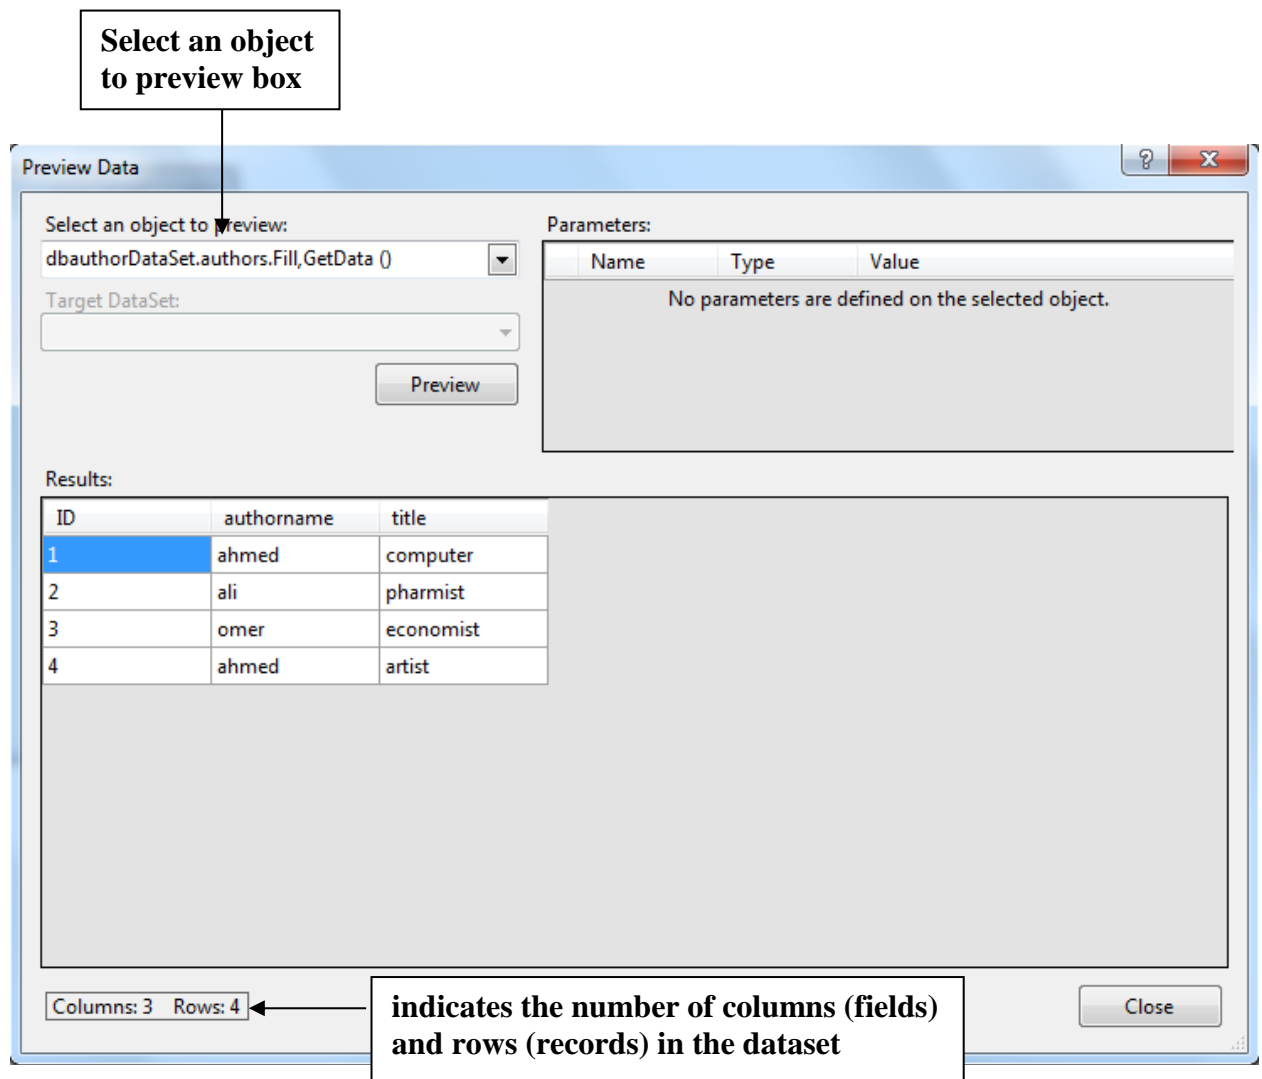 Select an object
to preview box
Preview Data
?
X
Select an object to preview:
dbauthorDataSet.authors.Fill,GetData ()
Target DataSet:
Preview
Parameters:
Name Type Value
No parameters are defined on the selected object.
Results:
ID authorname title
1 ahmed computer
2 ali pharmist
3 omer economist
4 ahmed artist
Columns: 3 Rows: 4
indicates the number of columns (fields)
and rows (records) in the dataset
Close